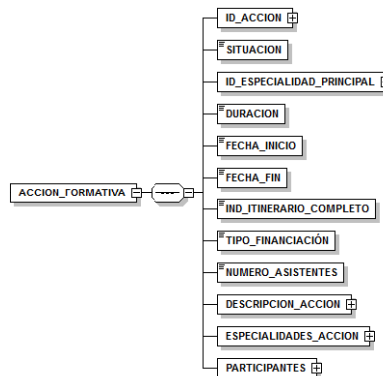 ID_ACCION
SITUACION
ID_ESPECIALIDAD_PRINCIPAL
DURACION
FECHA_INICIO
FECHA_FIN
ACCION_FORMATIVA
IND_ITINERARIO_COMPLETO
TIPO_FINANCIACIÓN
NUMERO_ASISTENTES
DESCRIPCION_ACCION
ESPECIALIDADES_ACCION
PARTICIPANTES